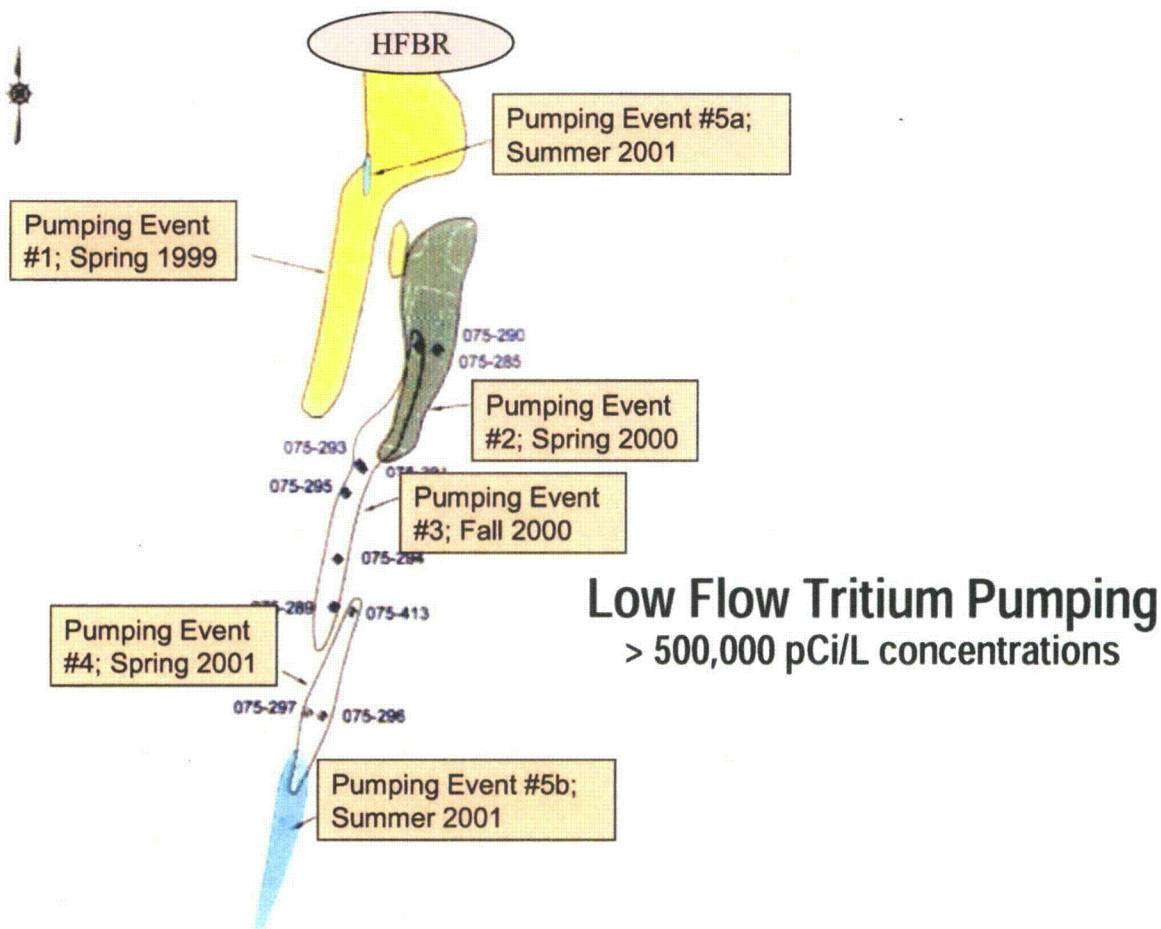 HFBR
Pumping Event #5a;
Summer 2001
Pumping Event
#1; Spring 1999
075-290
075-285
Pumping Event
#2; Spring 2000
075-293
075-295
Pumping Event
#3; Fall 2000
075-294
075-289
075-413
Low Flow Tritium Pumping
> 500,000 pCi/L concentrations
Pumping Event
#4; Spring 2001
075-297
075-296
Pumping Event #5b;
Summer 2001